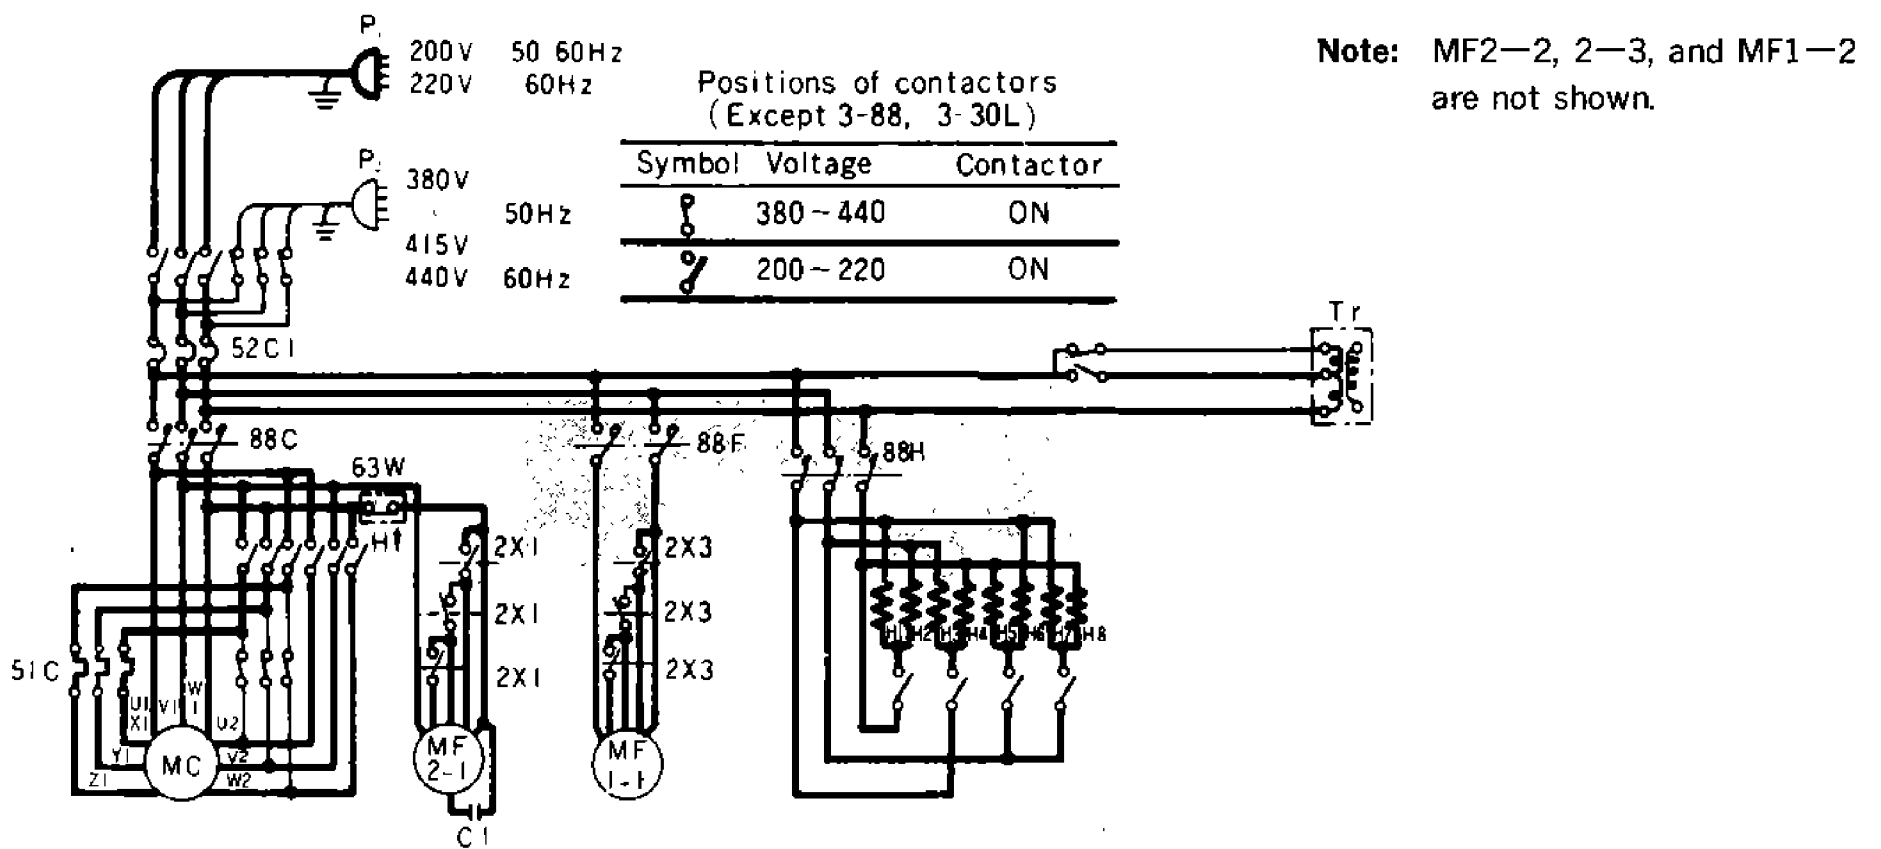 P1
200V 50 60Hz
220V 60Hz
Note: MF2—2, 2—3, and MF1—2
are not shown.
Positions of contactors
(Except 3-88, 3-30L)
Symbol Voltage Contactor
380~440 ON
200~220 ON
P2
380V
50Hz
415V
440V 60Hz
Tr
52C1
88C
88F
88H
63W
H↑
2X1
2X3
2X1
2X3
2X1
2X3
H1 H2 H3 H4 H5 H6 H7 H8
51C
U1
X1
V1
W
1
U2
Y1
V2
Z1
W2
MC
MF
2-1
MF
1-1
C1